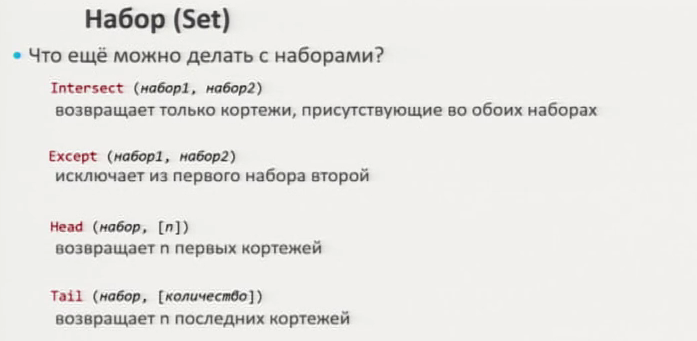 Набор (Set)
• Что ещё можно делать с наборами?
Intersect (набор1, набор2)
возвращает только кортежи, присутствующие во обоих наборах
Except (набор1, набор2)
исключает из первого набора второй
Head (набор, [n])
возвращает n первых кортежей
Tail (набор, [количество])
возвращает n последних кортежей